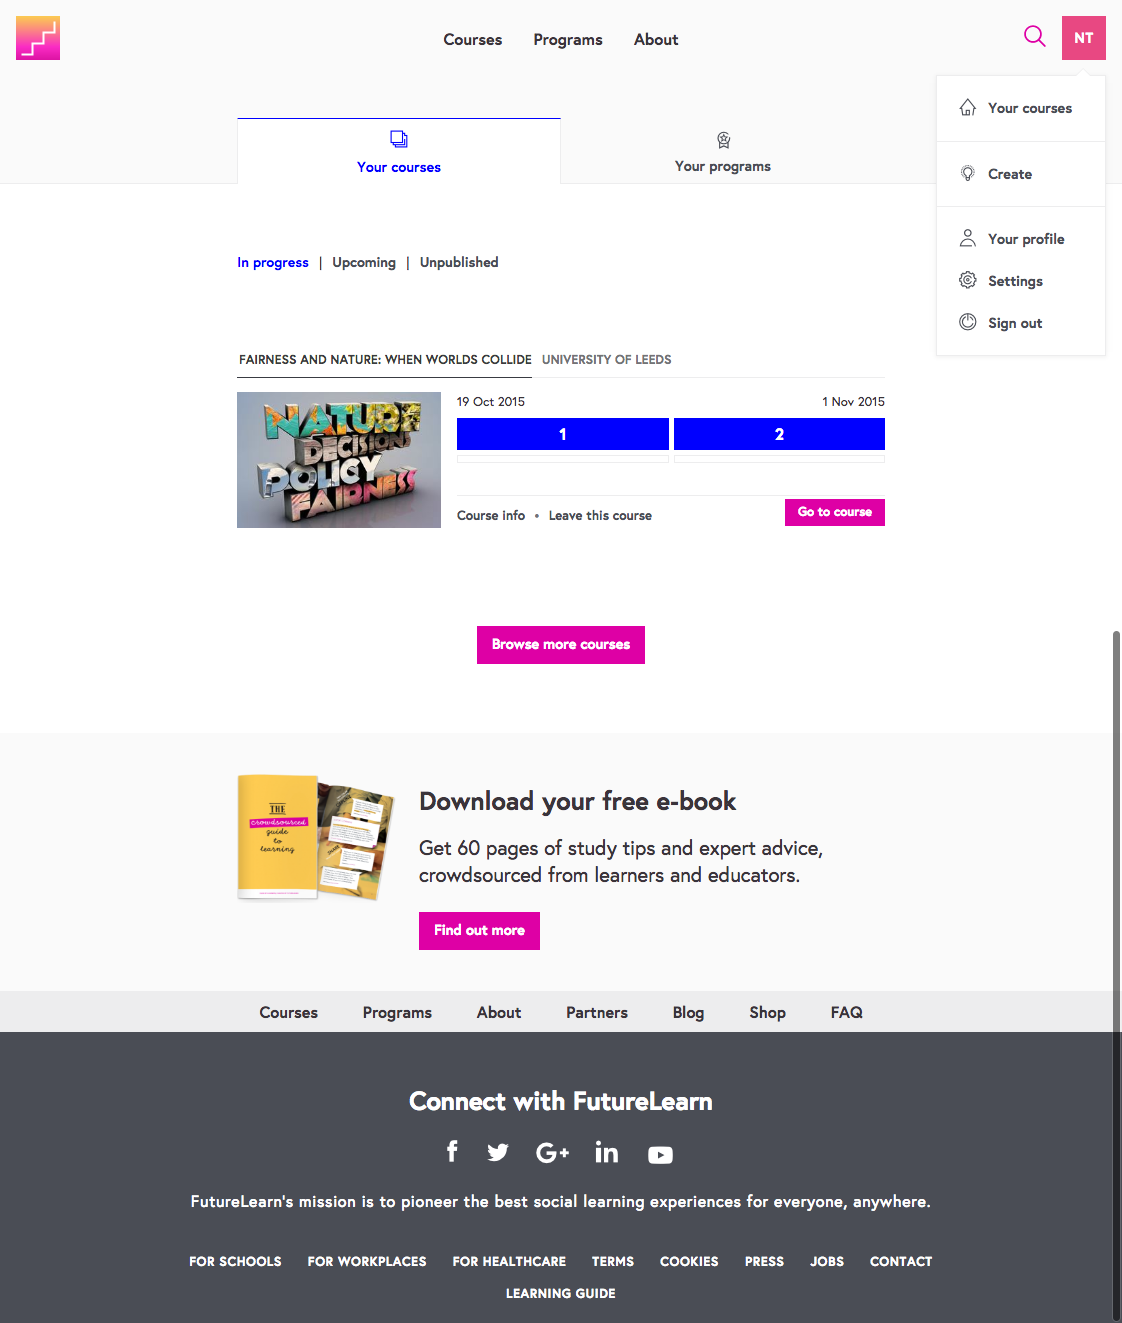 Courses Programs About
NT
Your courses
Create
Your profile
Settings
Sign out
Your courses
Your programs
In progress | Upcoming | Unpublished
FAIRNESS AND NATURE: WHEN WORLDS COLLIDE UNIVERSITY OF LEEDS
NATURE
DECISIONS
POLICY
FAIRNESS
19 Oct 2015 1 Nov 2015
1 2
Course info • Leave this course
Go to course
Browse more courses
THE
crowdsourced
guide
to
learning
Download your free e-book
Get 60 pages of study tips and expert advice,
crowdsourced from learners and educators.
Find out more
Courses Programs About Partners Blog Shop FAQ
Connect with FutureLearn
FutureLearn's mission is to pioneer the best social learning experiences for everyone, anywhere.
FOR SCHOOLS FOR WORKPLACES FOR HEALTHCARE TERMS COOKIES PRESS JOBS CONTACT
LEARNING GUIDE